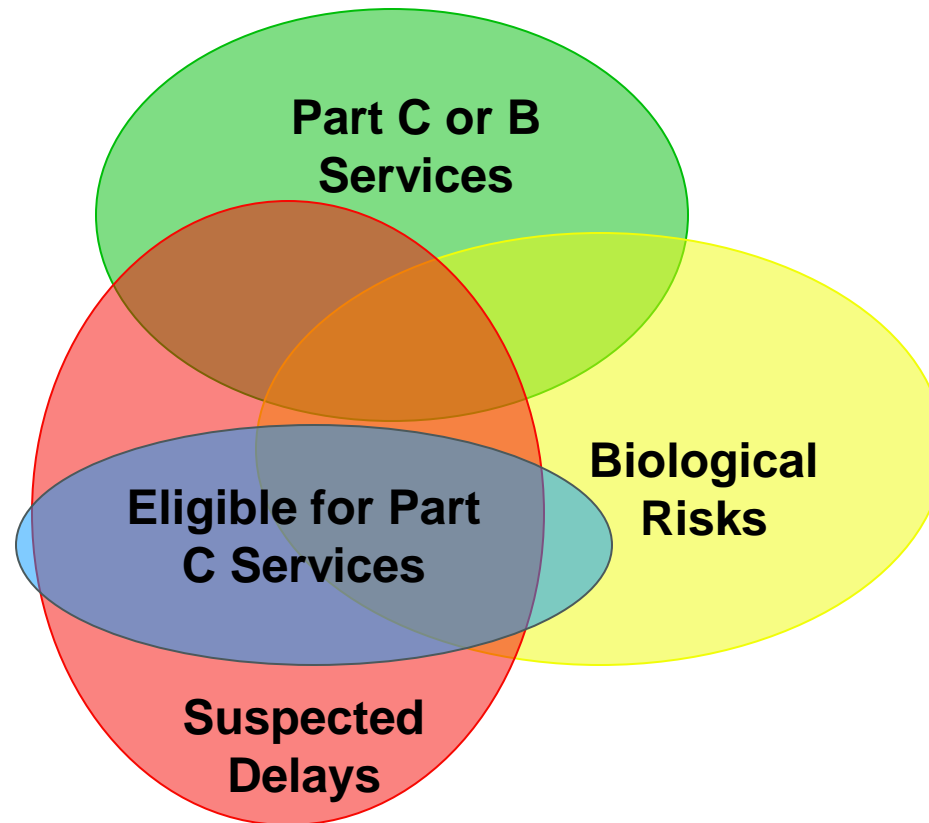 Part C or B
Services
Biological
Risks
Eligible for Part
C Services
Suspected
Delays